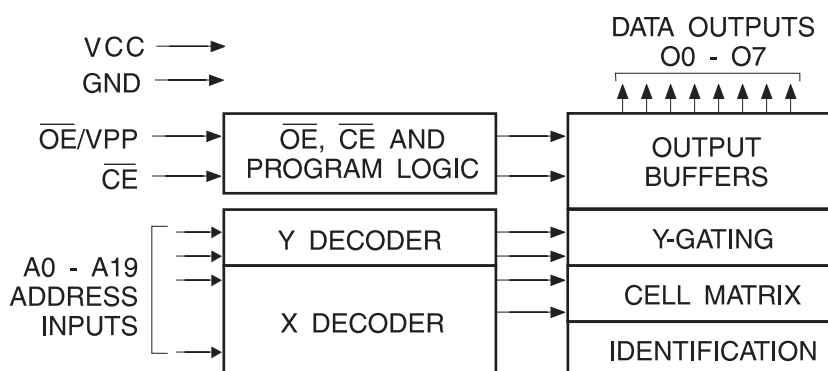 DATA OUTPUTS
O0 - O7
VCC
GND
OE/VPP
CE
OE, CE AND
PROGRAM LOGIC
OUTPUT
BUFFERS
A0 - A19
ADDRESS
INPUTS
Y DECODER
Y-GATING
X DECODER
CELL MATRIX
IDENTIFICATION